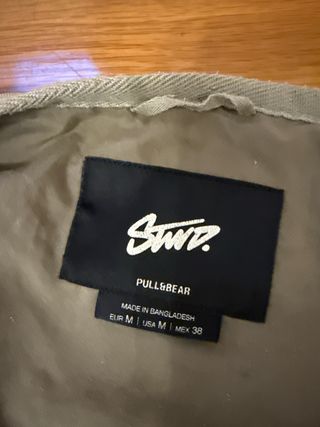 STWD.
PULL&BEAR
MADE IN BANGLADESH
EUR M | USA M | MEX 38